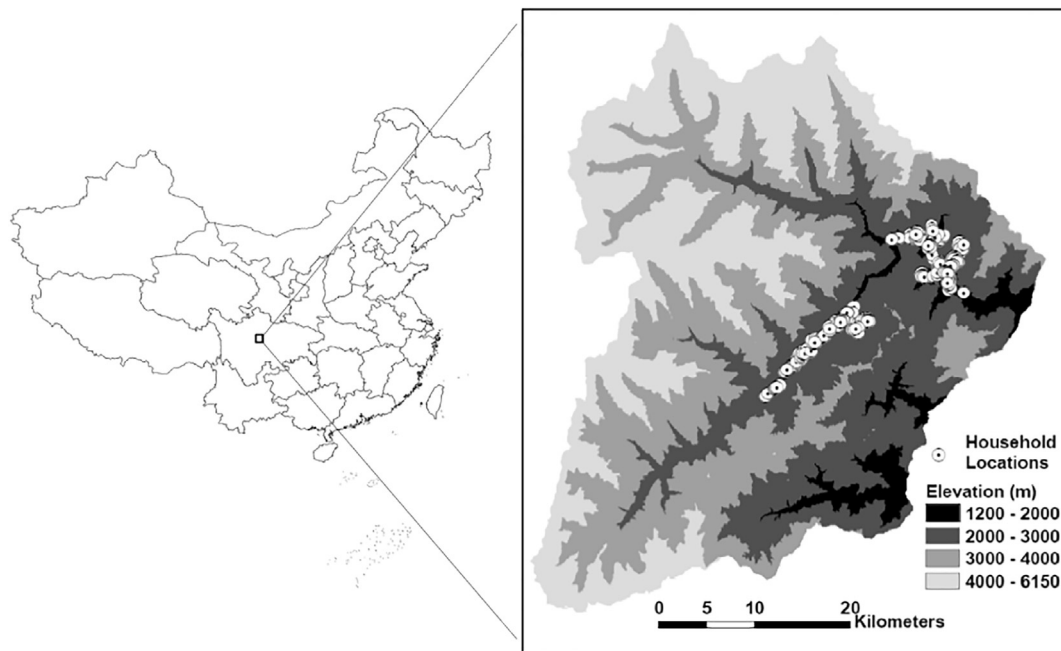 Household
Locations
Elevation (m)
1200 - 2000
2000 - 3000
3000 - 4000
4000 - 6150
0 5 10 20
Kilometers